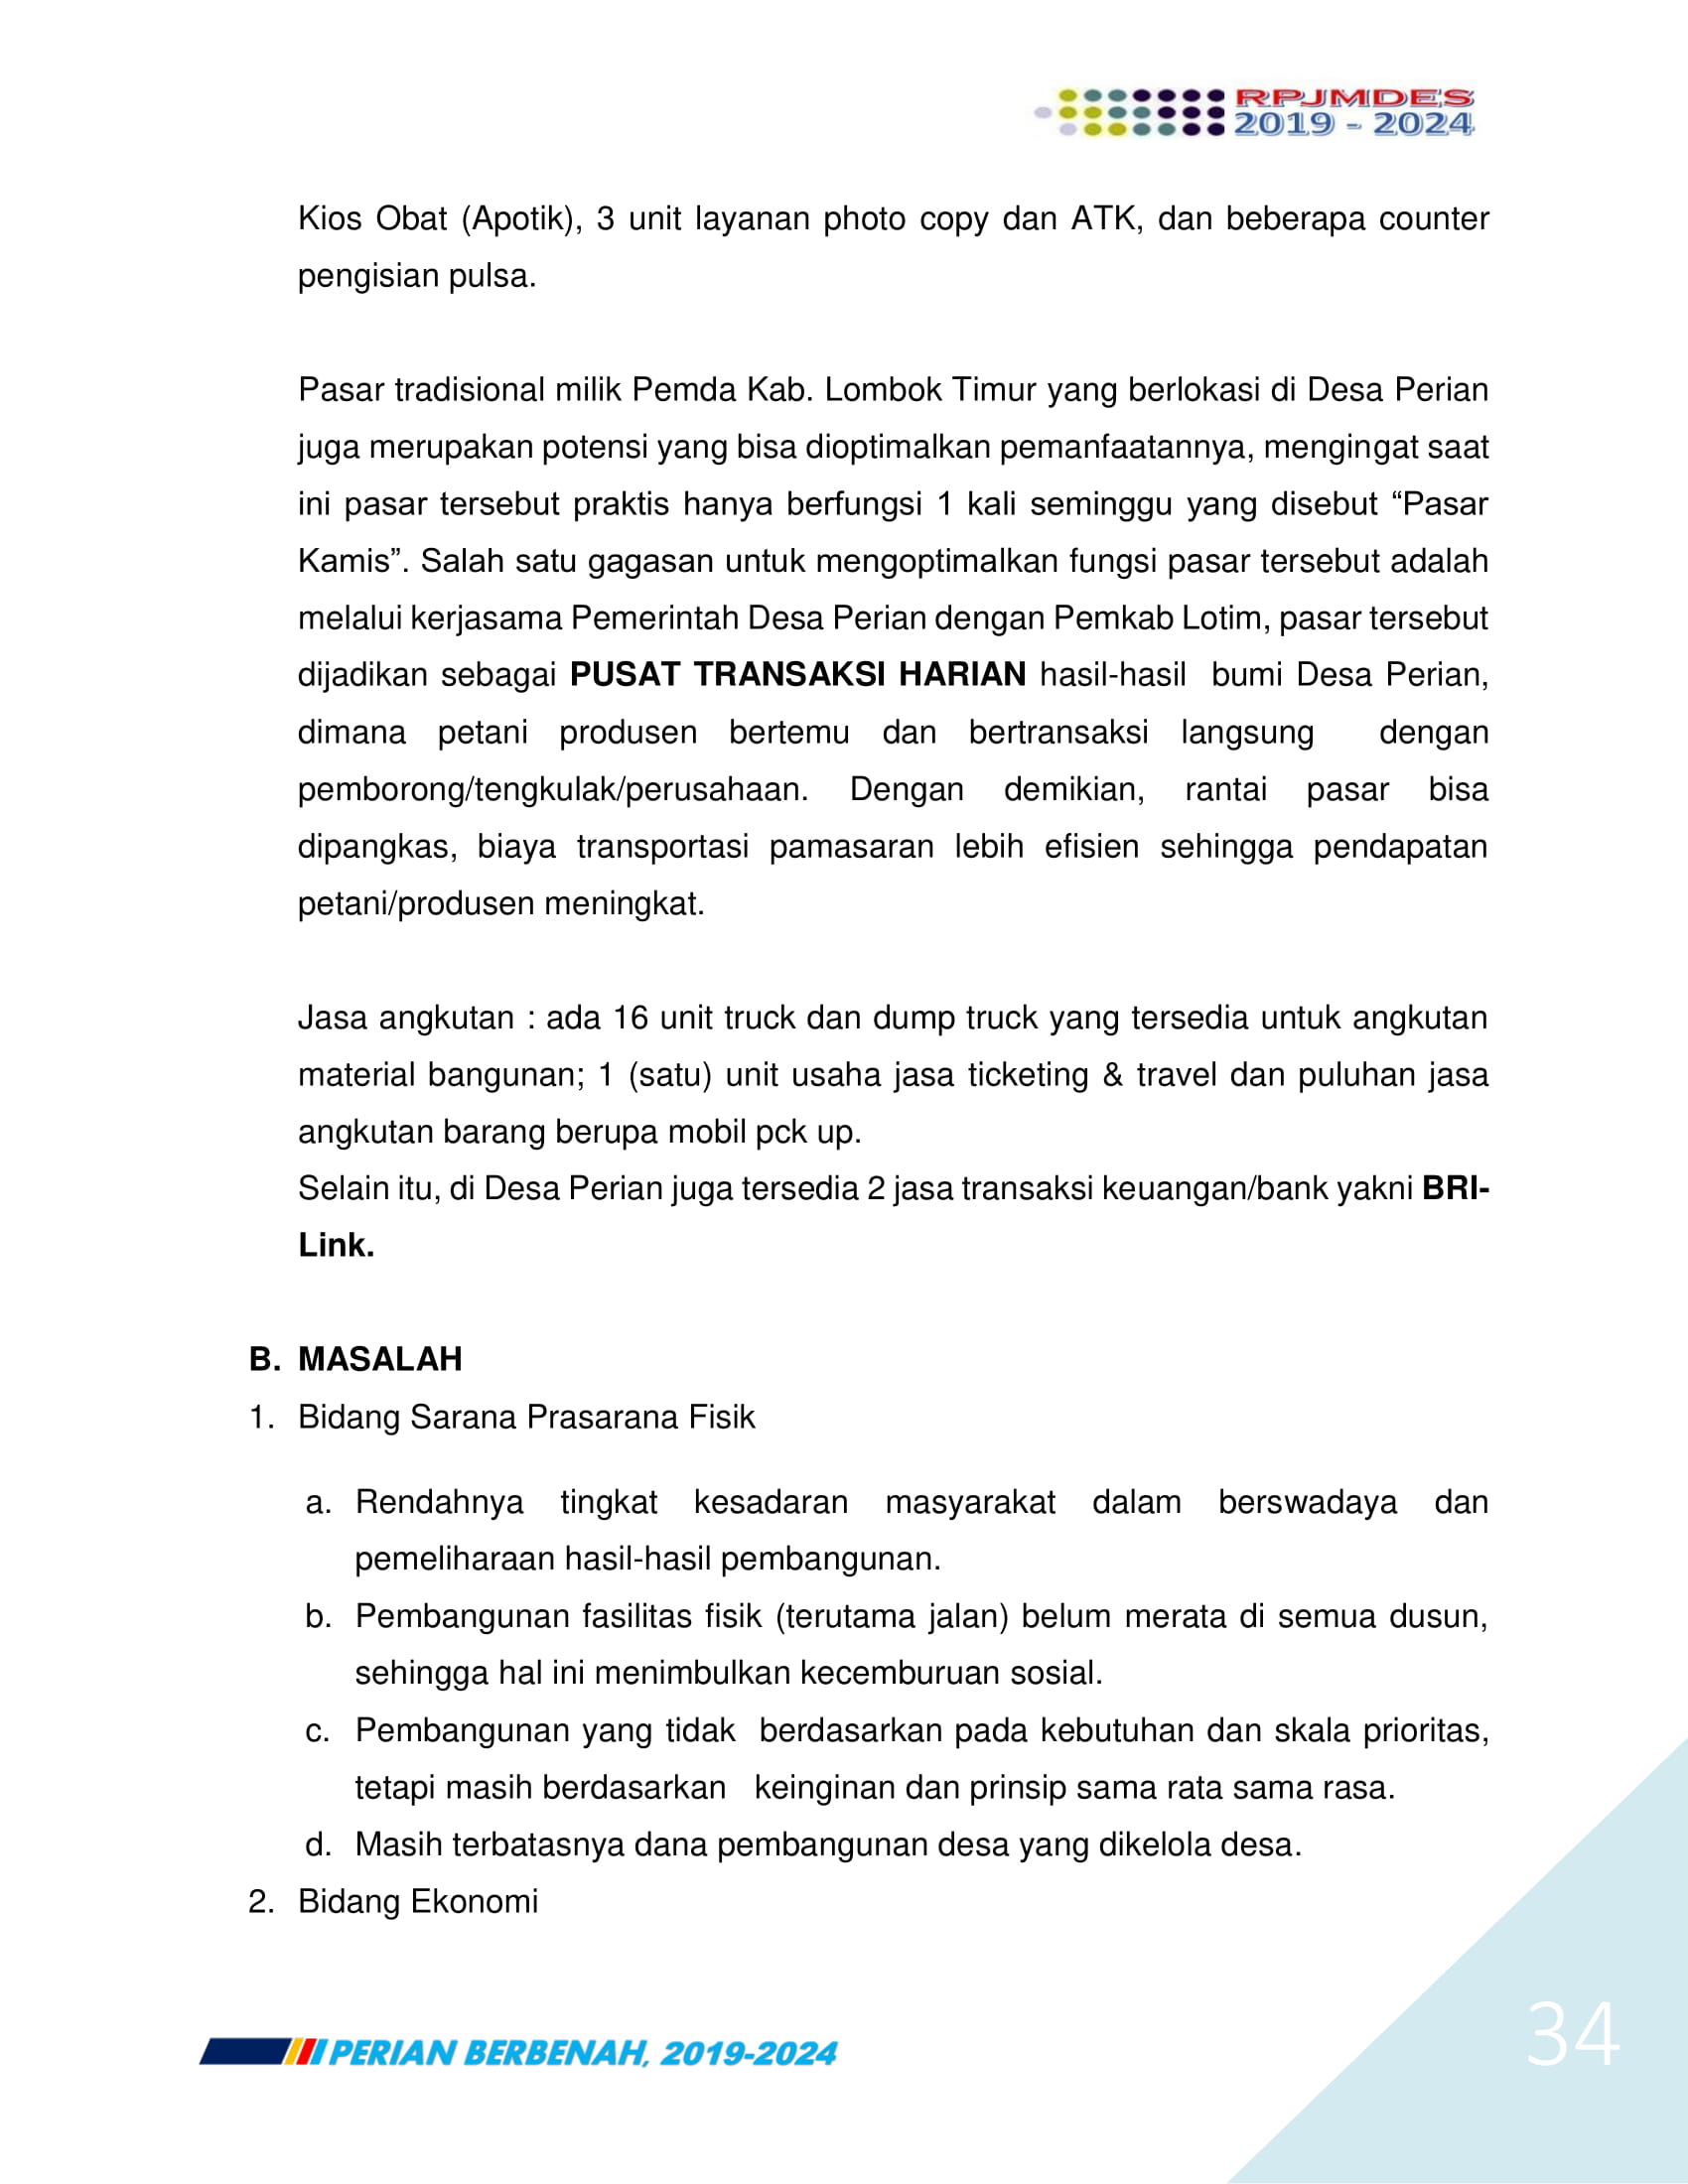 RPJMDES
2019 - 2024
Kios Obat (Apotik), 3 unit layanan photo copy dan ATK, dan beberapa counter
pengisian pulsa.
Pasar tradisional milik Pemda Kab. Lombok Timur yang berlokasi di Desa Perian
juga merupakan potensi yang bisa dioptimalkan pemanfaatannya, mengingat saat
ini pasar tersebut praktis hanya berfungsi 1 kali seminggu yang disebut “Pasar
Kamis”. Salah satu gagasan untuk mengoptimalkan fungsi pasar tersebut adalah
melalui kerjasama Pemerintah Desa Perian dengan Pemkab Lotim, pasar tersebut
dijadikan sebagai PUSAT TRANSAKSI HARIAN hasil-hasil bumi Desa Perian,
dimana petani produsen bertemu dan bertransaksi langsung dengan
pemborong/tengkulak/perusahaan. Dengan demikian, rantai pasar bisa
dipangkas, biaya transportasi pamasaran lebih efisien sehingga pendapatan
petani/produsen meningkat.
Jasa angkutan : ada 16 unit truck dan dump truck yang tersedia untuk angkutan
material bangunan; 1 (satu) unit usaha jasa ticketing & travel dan puluhan jasa
angkutan barang berupa mobil pck up.
Selain itu, di Desa Perian juga tersedia 2 jasa transaksi keuangan/bank yakni BRI-
Link.
B. MASALAH
1. Bidang Sarana Prasarana Fisik
a. Rendahnya tingkat kesadaran masyarakat dalam berswadaya dan
pemeliharaan hasil-hasil pembangunan.
b. Pembangunan fasilitas fisik (terutama jalan) belum merata di semua dusun,
sehingga hal ini menimbulkan kecemburuan sosial.
c. Pembangunan yang tidak berdasarkan pada kebutuhan dan skala prioritas,
tetapi masih berdasarkan keinginan dan prinsip sama rata sama rasa.
d. Masih terbatasnya dana pembangunan desa yang dikelola desa.
2. Bidang Ekonomi
PERIAN BERBENAH, 2019-2024
34